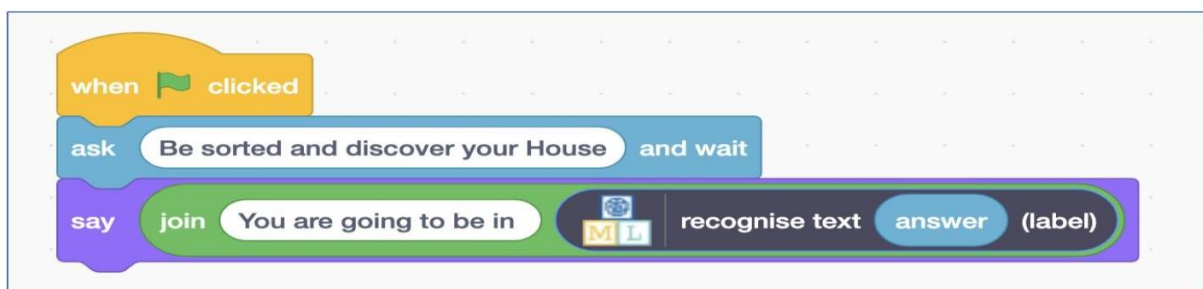 when clicked
ask Be sorted and discover your House and wait
say join You are going to be in ML recognise text answer (label)